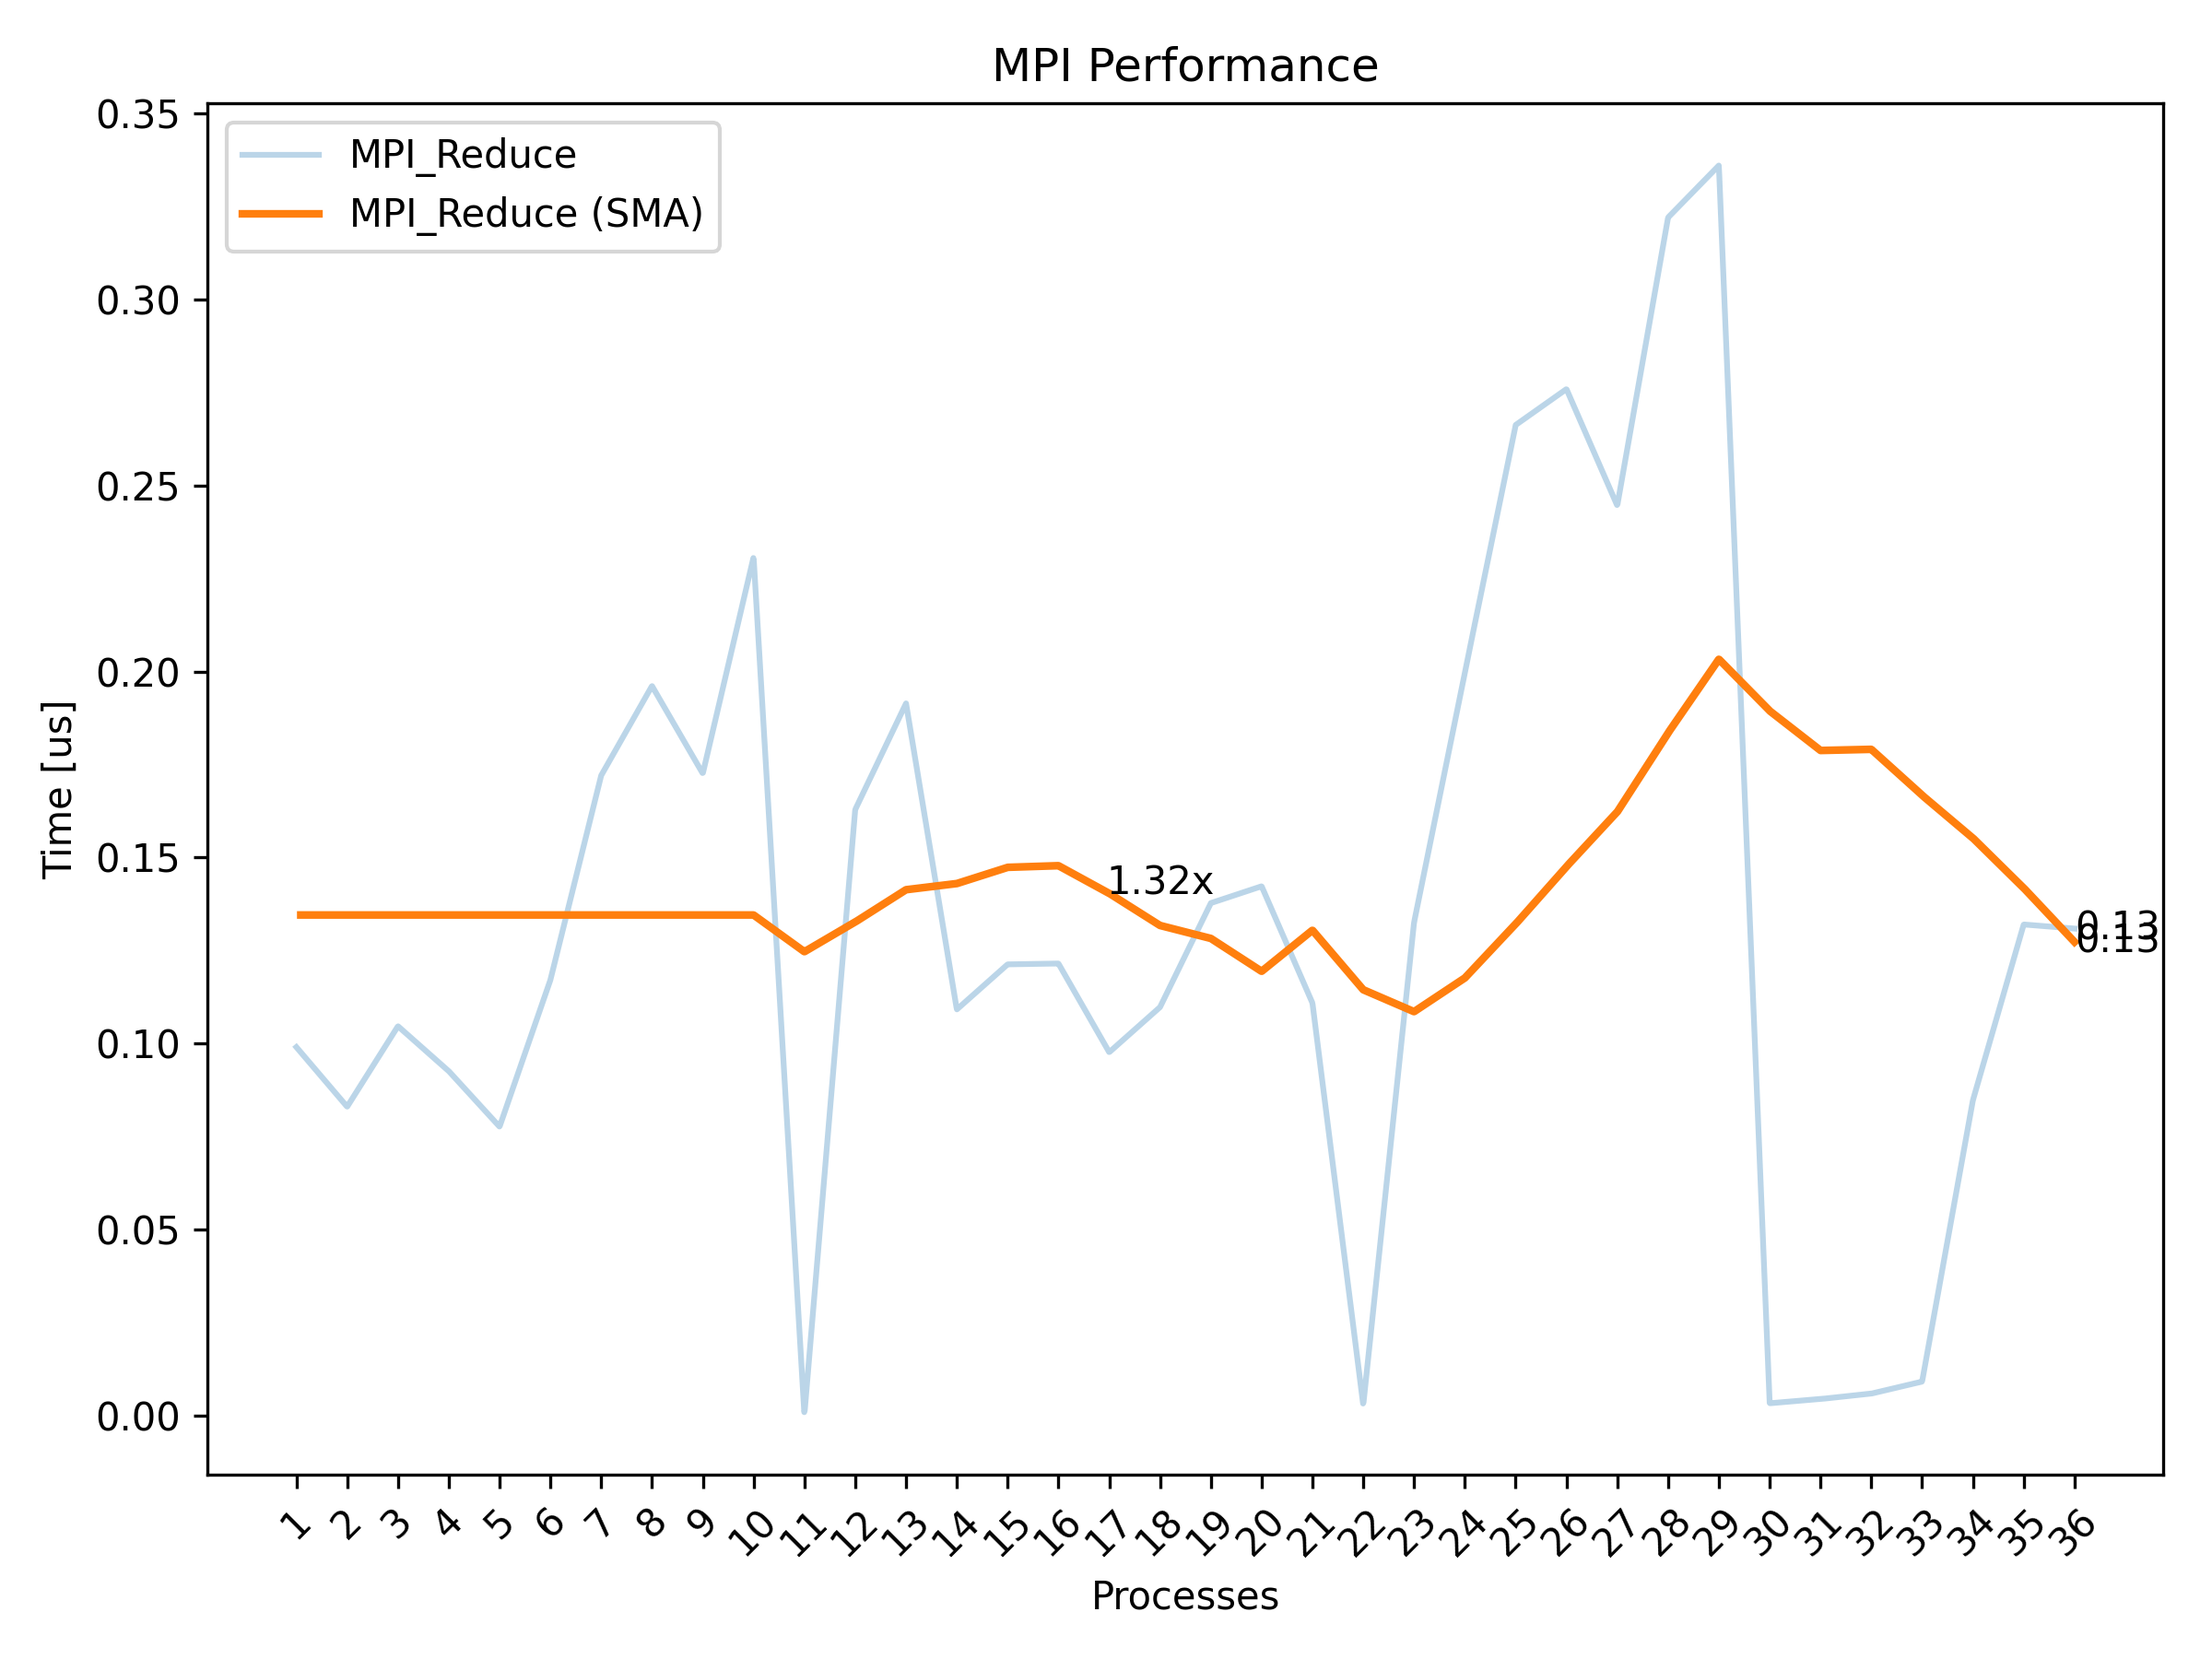 MPI Performance
MPI_Reduce
MPI_Reduce (SMA)
Time [us]
0.35
0.30
0.25
0.20
0.15
0.10
0.05
0.00
1.32x
0.13
0.13
1 2 3 4 5 6 7 8 9 10 11 12 13 14 15 16 17 18 19 20 21 22 23 24 25 26 27 28 29 30 31 32 33 34 35 36
Processes